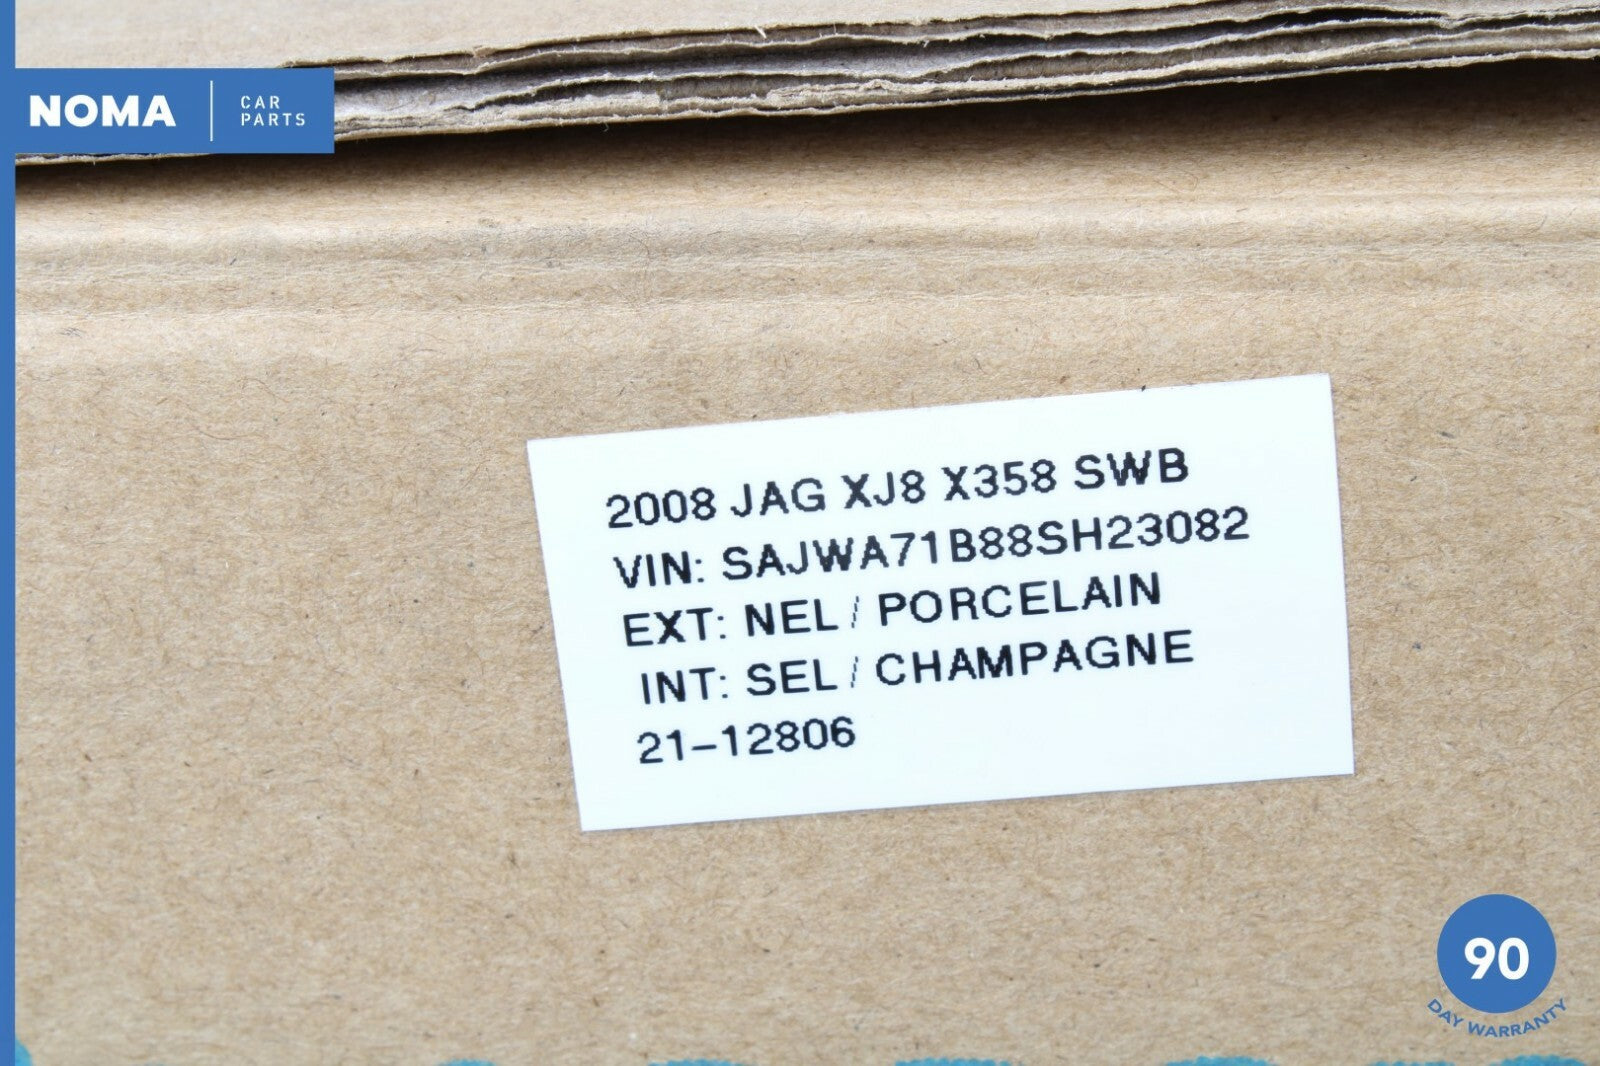 NOMA
CAR
PARTS
2008 JAG XJ8 X358 SWB
VIN: SAJWA71B88SH23082
EXT: NEL / PORCELAIN
INT: SEL / CHAMPAGNE
21-12806
90
DAY WARRANTY